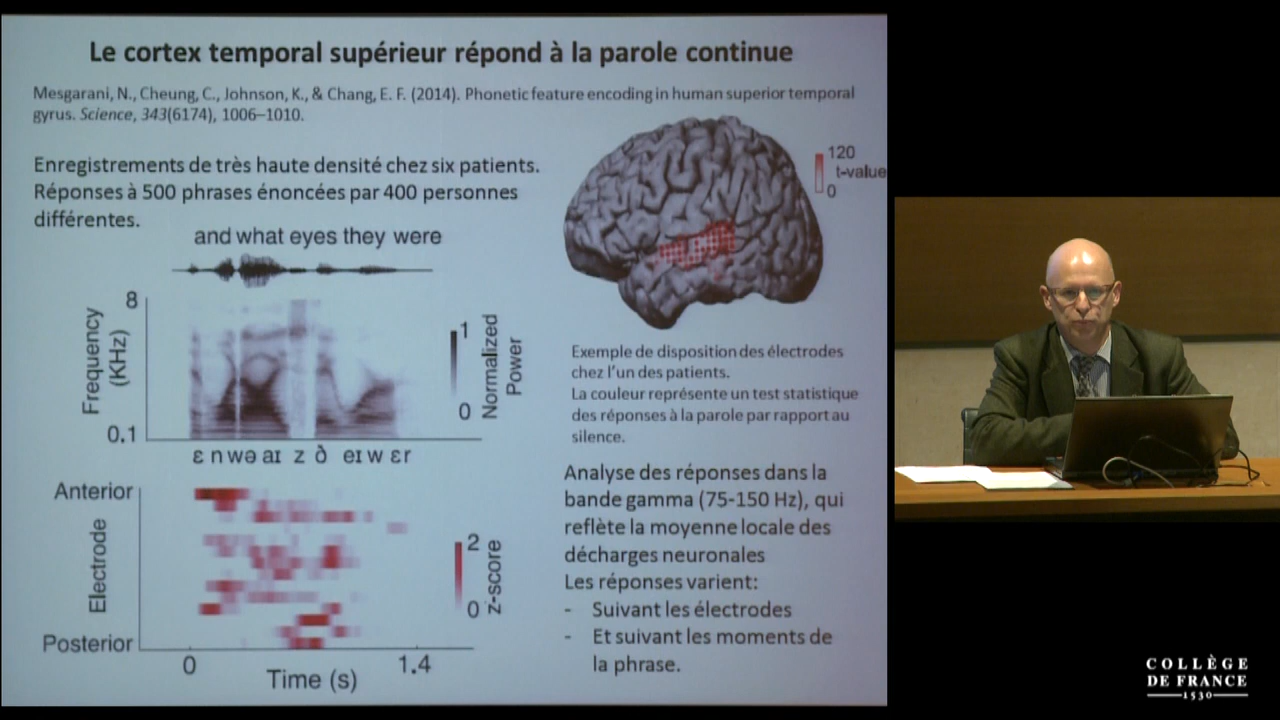 Le cortex temporal supérieur répond à la parole continue
Mesgarani, N., Cheung, C., Johnson, K., & Chang, E. F. (2014). Phonetic feature encoding in human superior temporal
gyrus. Science, 343(6174), 1006–1010.
Enregistrements de très haute densité chez six patients.
Réponses à 500 phrases énoncées par 400 personnes
différentes.
and what eyes they were
8
Frequency
(KHz)
0.1
1
0
Normalized
Power
ɛ n w ə aɪ z ð eɪ w ɛr
Anterior
Electrode
Posterior
2
0
z-score
0
1.4
Time (s)
120
t-value
0
Exemple de disposition des électrodes
chez l'un des patients.
La couleur représente un test statistique
des réponses à la parole par rapport au
silence.
Analyse des réponses dans la
bande gamma (75-150 Hz), qui
reflète la moyenne locale des
décharges neuronales
Les réponses varient:
- Suivant les électrodes
- Et suivant les moments de
la phrase.
COLLÈGE
DE FRANCE
1530